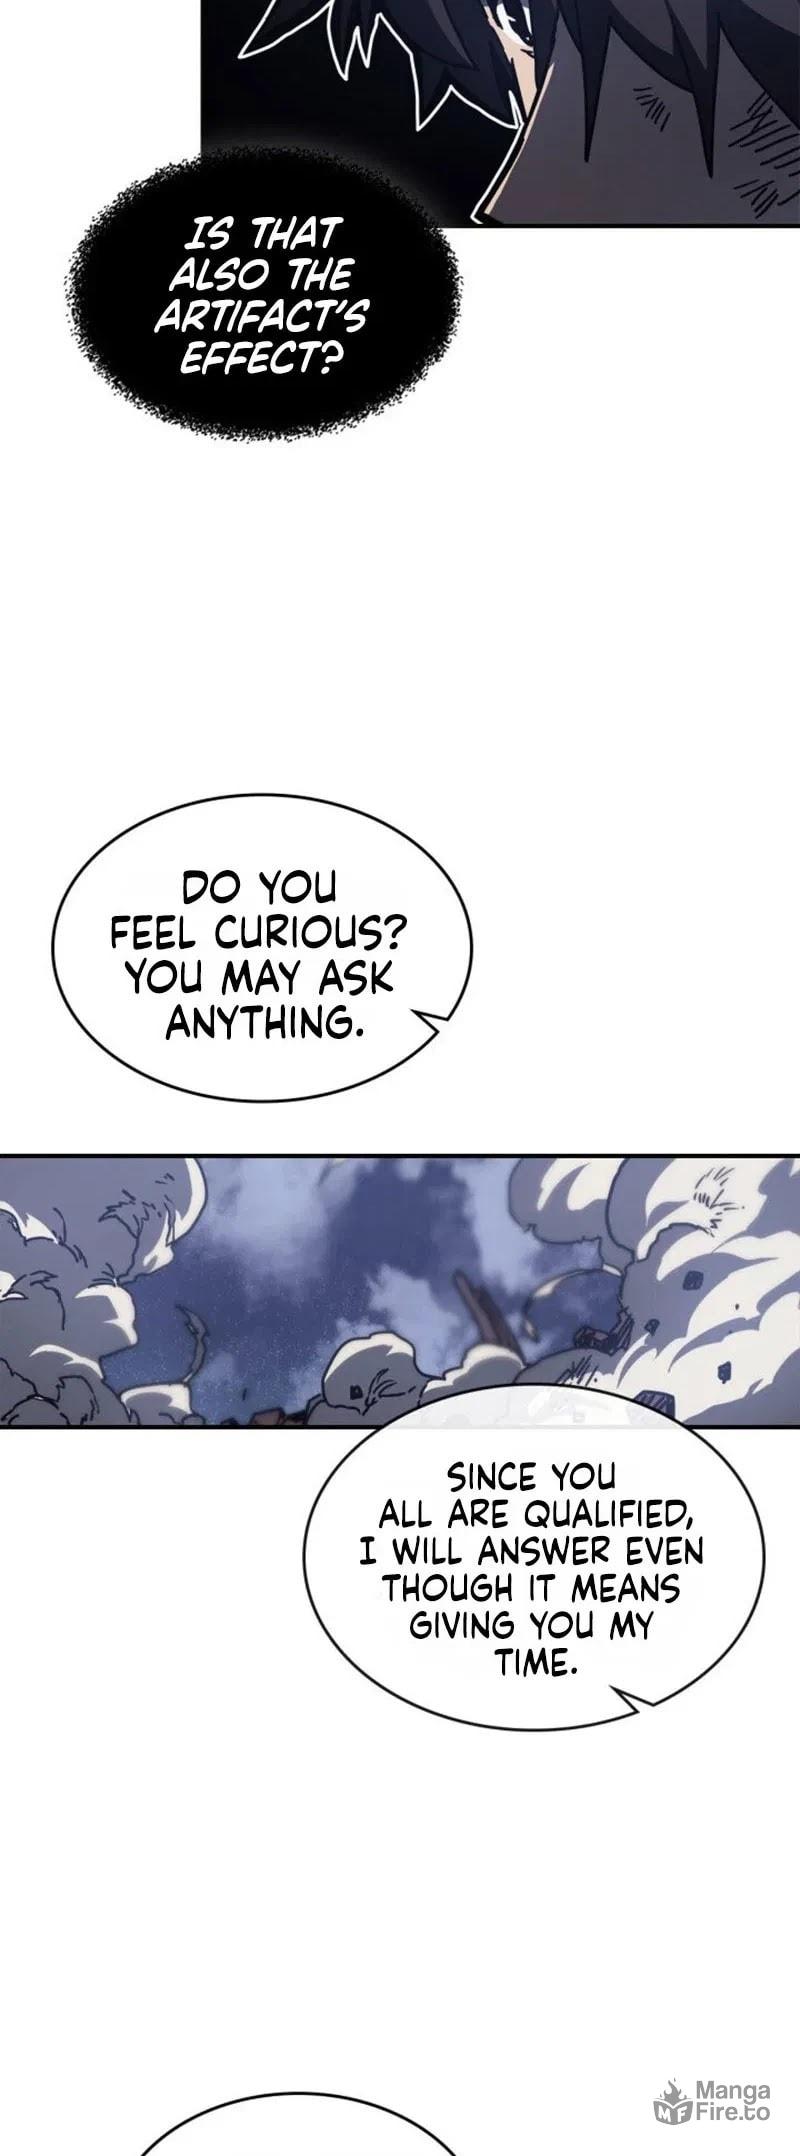 IS THAT
ALSO THE
ARTIFACT'S
EFFECT?
DO YOU
FEEL CURIOUS?
YOU MAY ASK
ANYTHING.
SINCE YOU
ALL ARE QUALIFIED,
I WILL ANSWER EVEN
THOUGH IT MEANS
GIVING YOU MY
TIME.
Manga
MF Fire.to